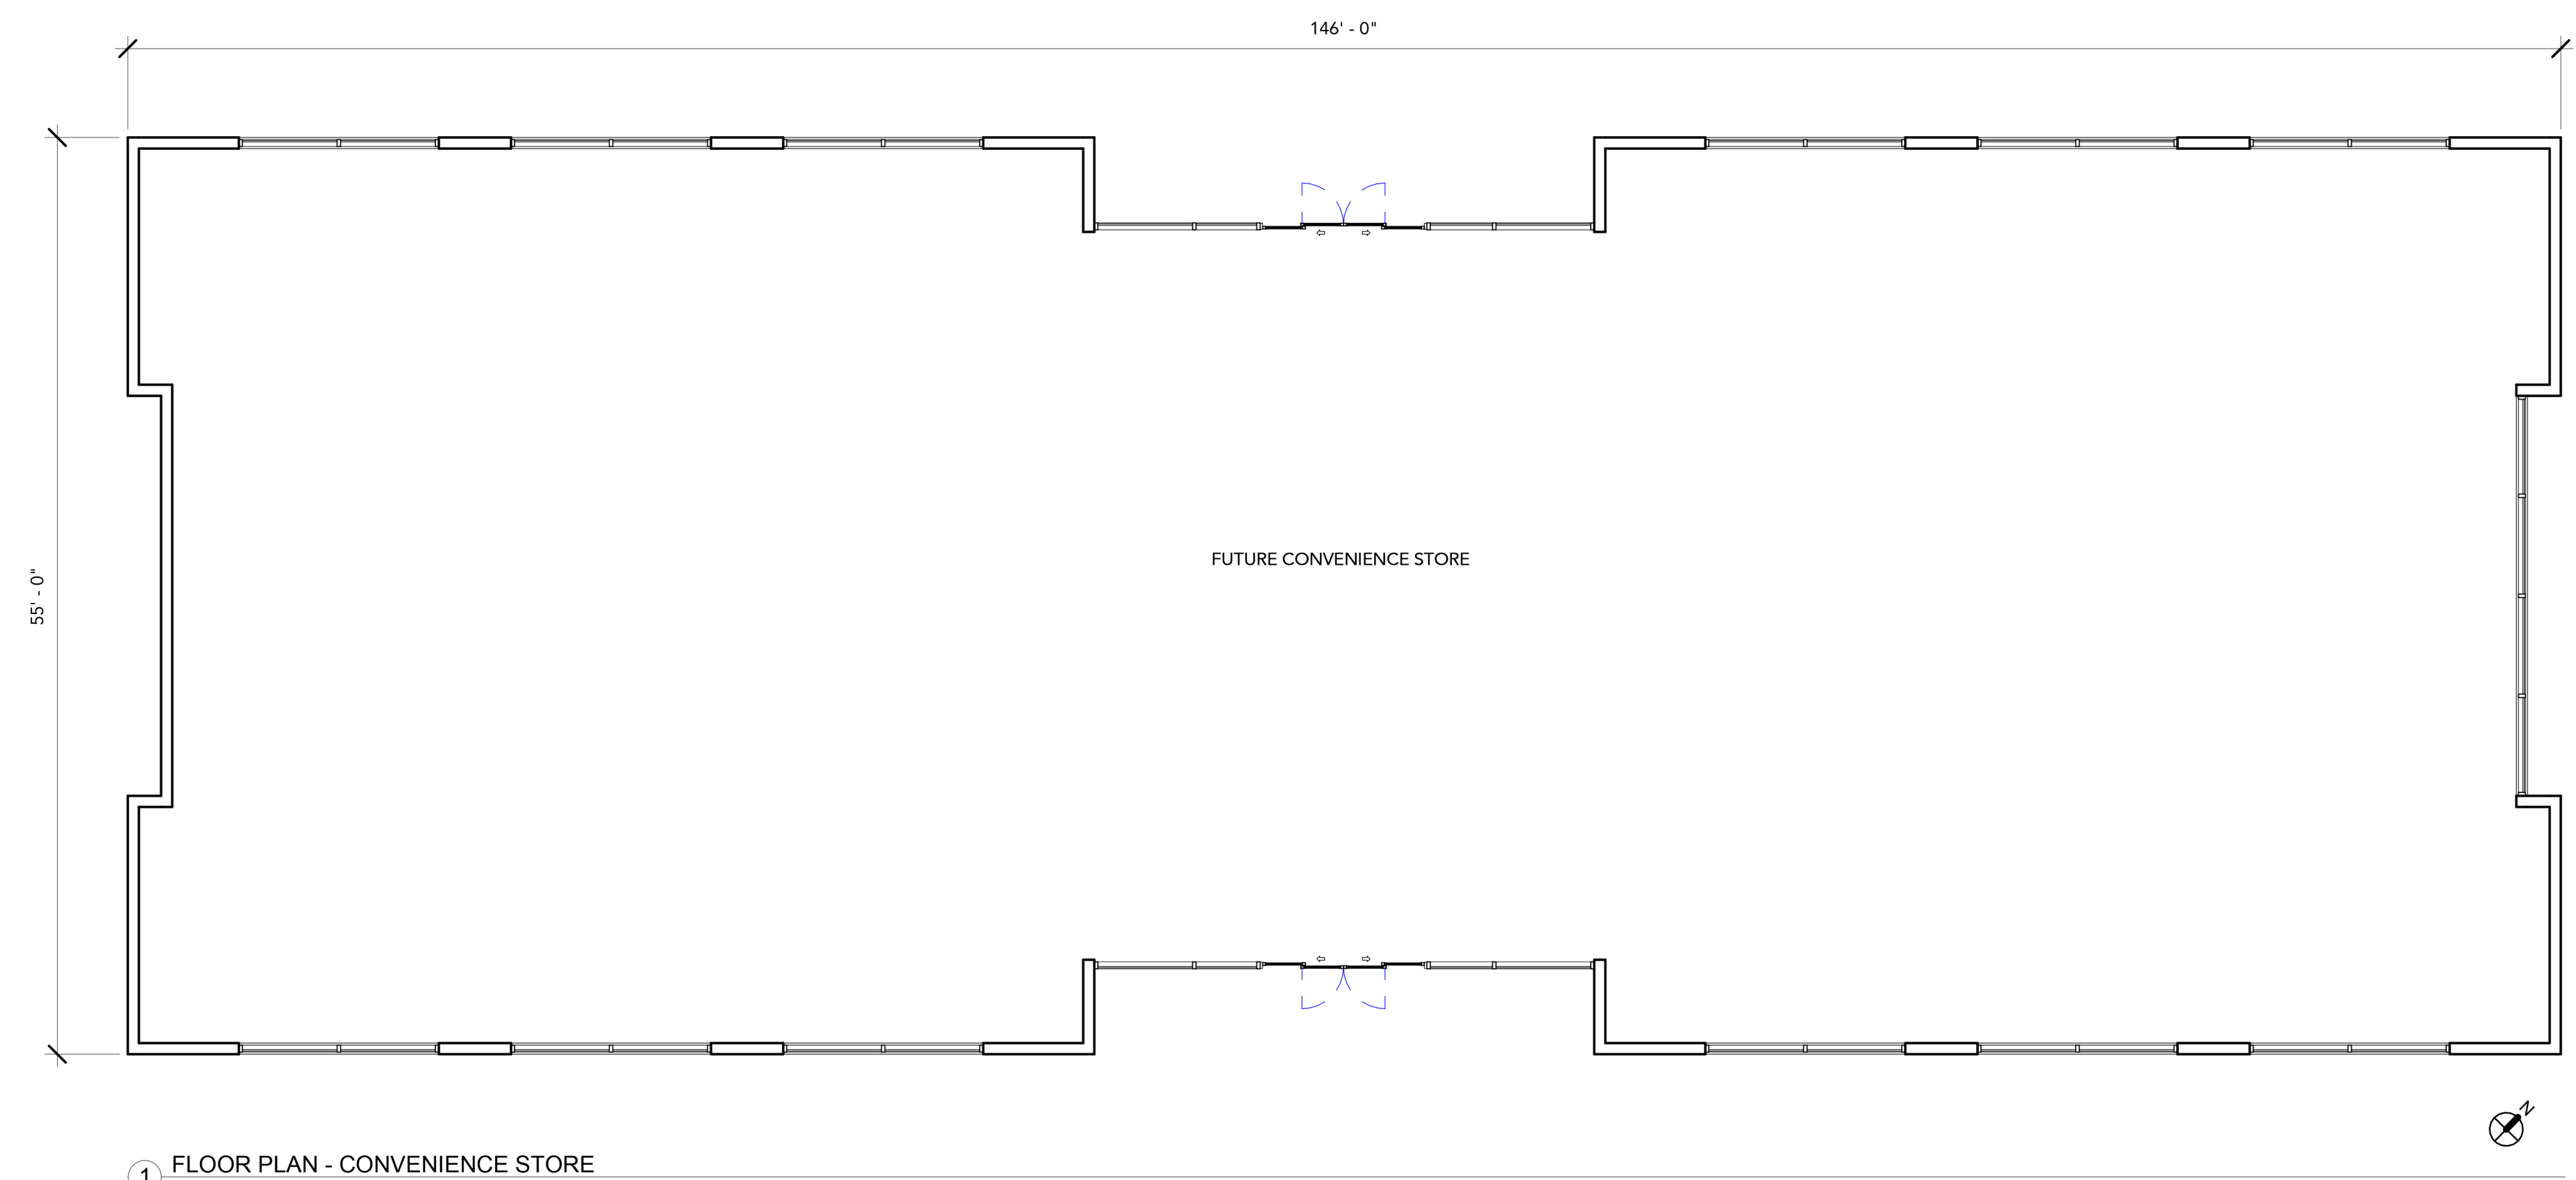 146' - 0"
55' - 0"
FUTURE CONVENIENCE STORE
N
1
FLOOR PLAN - CONVENIENCE STORE